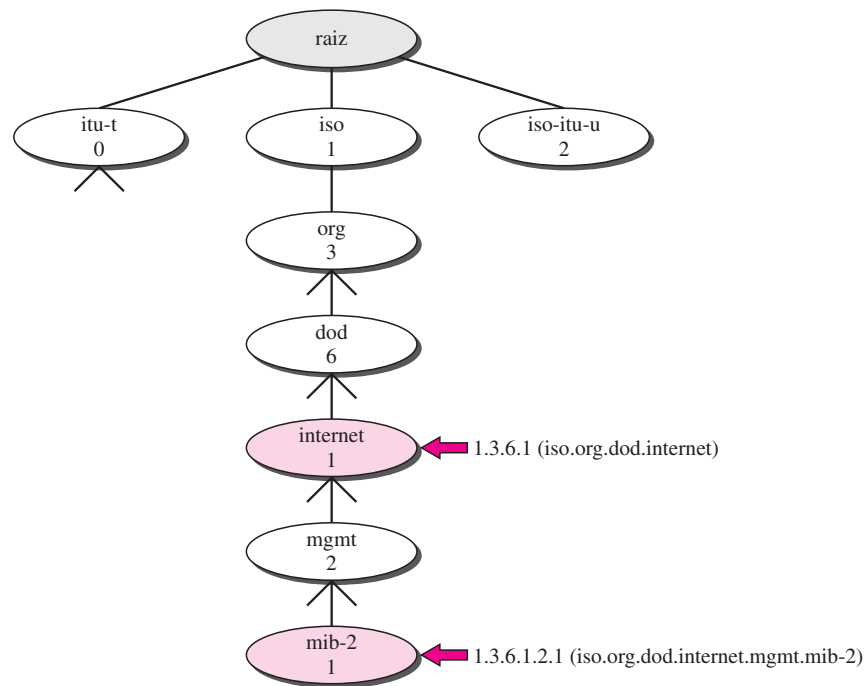 raiz
itu-t
0
iso
1
iso-itu-u
2
org
3
dod
6
internet
1
1.3.6.1 (iso.org.dod.internet)
mgmt
2
mib-2
1
1.3.6.1.2.1 (iso.org.dod.internet.mgmt.mib-2)